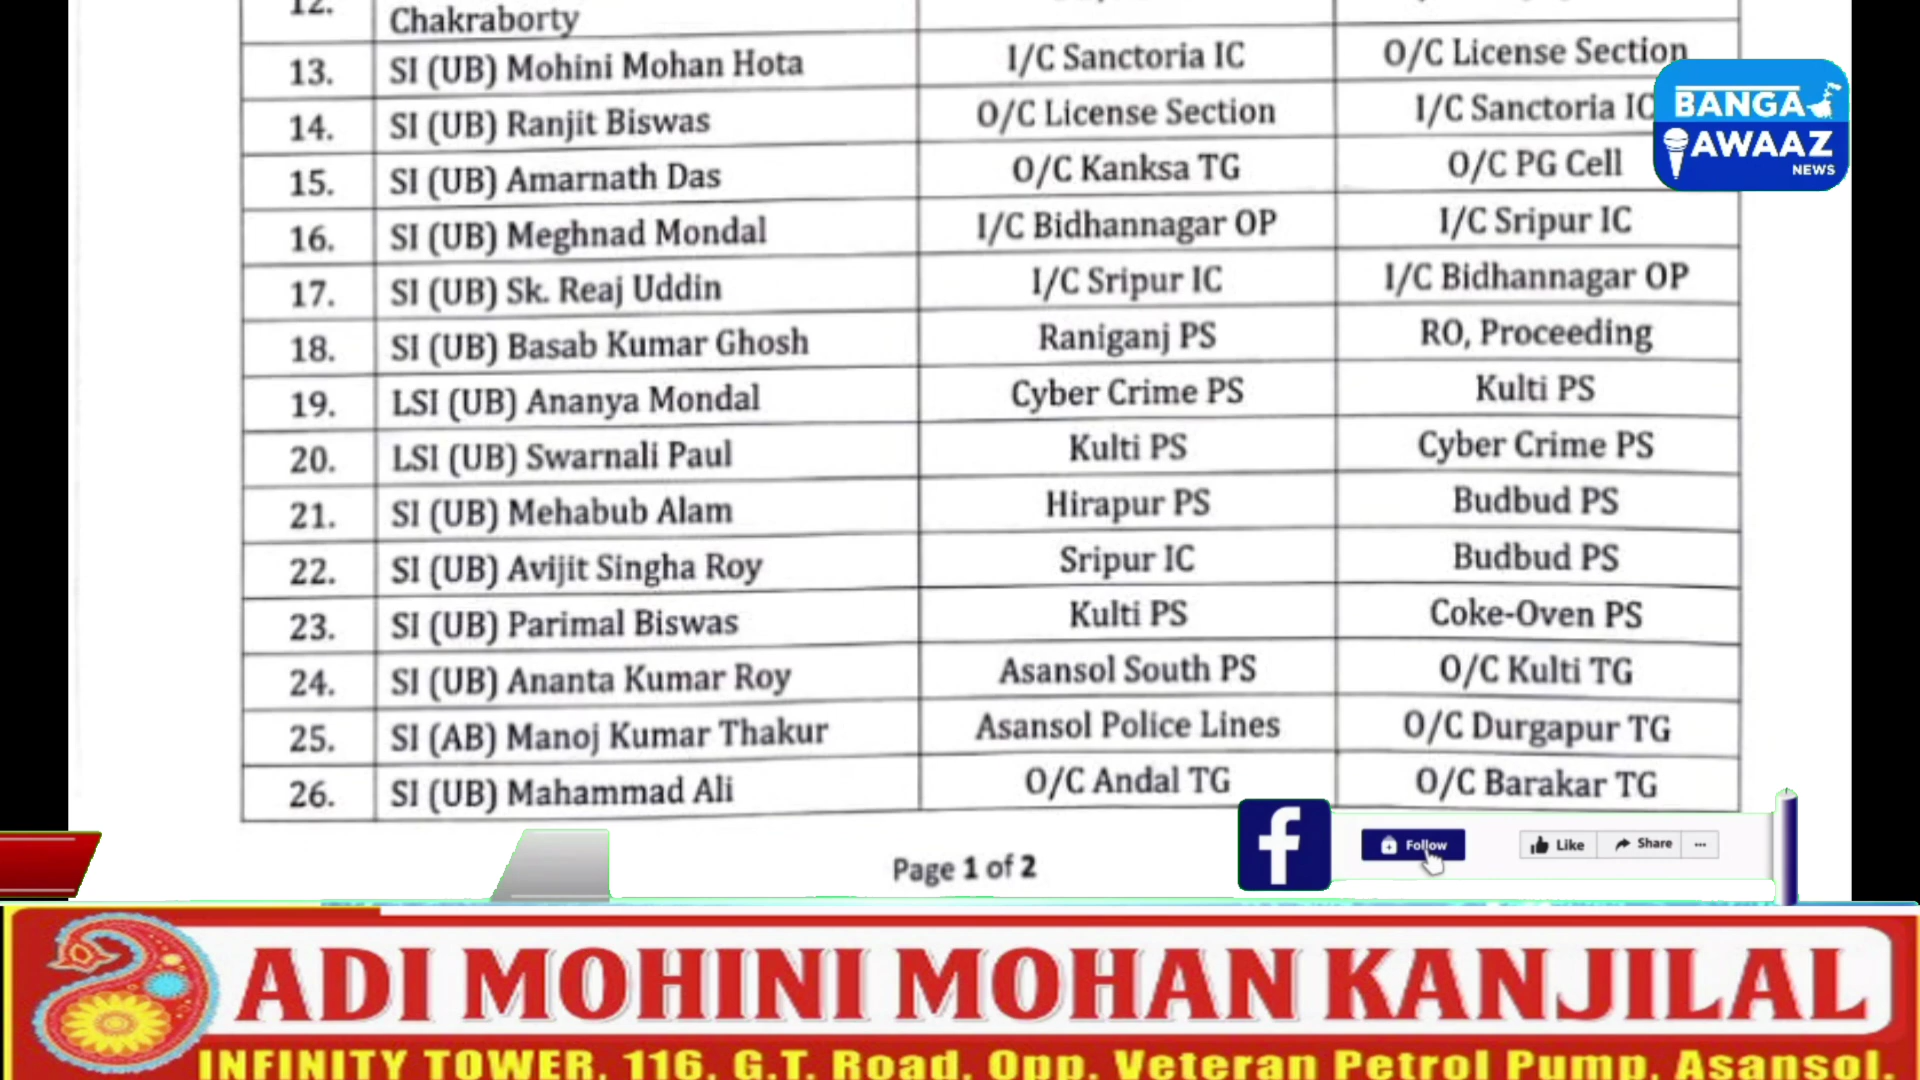 12.
Chakraborty
13. SI (UB) Mohini Mohan Hota I/C Sanctoria IC O/C License Section
14. SI (UB) Ranjit Biswas O/C License Section I/C Sanctoria IC
15. SI (UB) Amarnath Das O/C Kanksa TG O/C PG Cell
16. SI (UB) Meghnad Mondal I/C Bidhannagar OP I/C Sripur IC
17. SI (UB) Sk. Reaj Uddin I/C Sripur IC I/C Bidhannagar OP
18. SI (UB) Basab Kumar Ghosh Raniganj PS RO, Proceeding
19. LSI (UB) Ananya Mondal Cyber Crime PS Kulti PS
20. LSI (UB) Swarnali Paul Kulti PS Cyber Crime PS
21. SI (UB) Mehabub Alam Hirapur PS Budbud PS
22. SI (UB) Avijit Singha Roy Sripur IC Budbud PS
23. SI (UB) Parimal Biswas Kulti PS Coke-Oven PS
24. SI (UB) Ananta Kumar Roy Asansol South PS O/C Kulti TG
25. SI (AB) Manoj Kumar Thakur Asansol Police Lines O/C Durgapur TG
26. SI (UB) Mahammad Ali O/C Andal TG O/C Barakar TG
Page 1 of 2
BANGA
AWAAZ
NEWS
f Follow Like Share ...
ADI MOHINI MOHAN KANJILAL
INFINITY TOWER, 116, G.T. Road, Opp. Veteran Petrol Pump, Asansol.